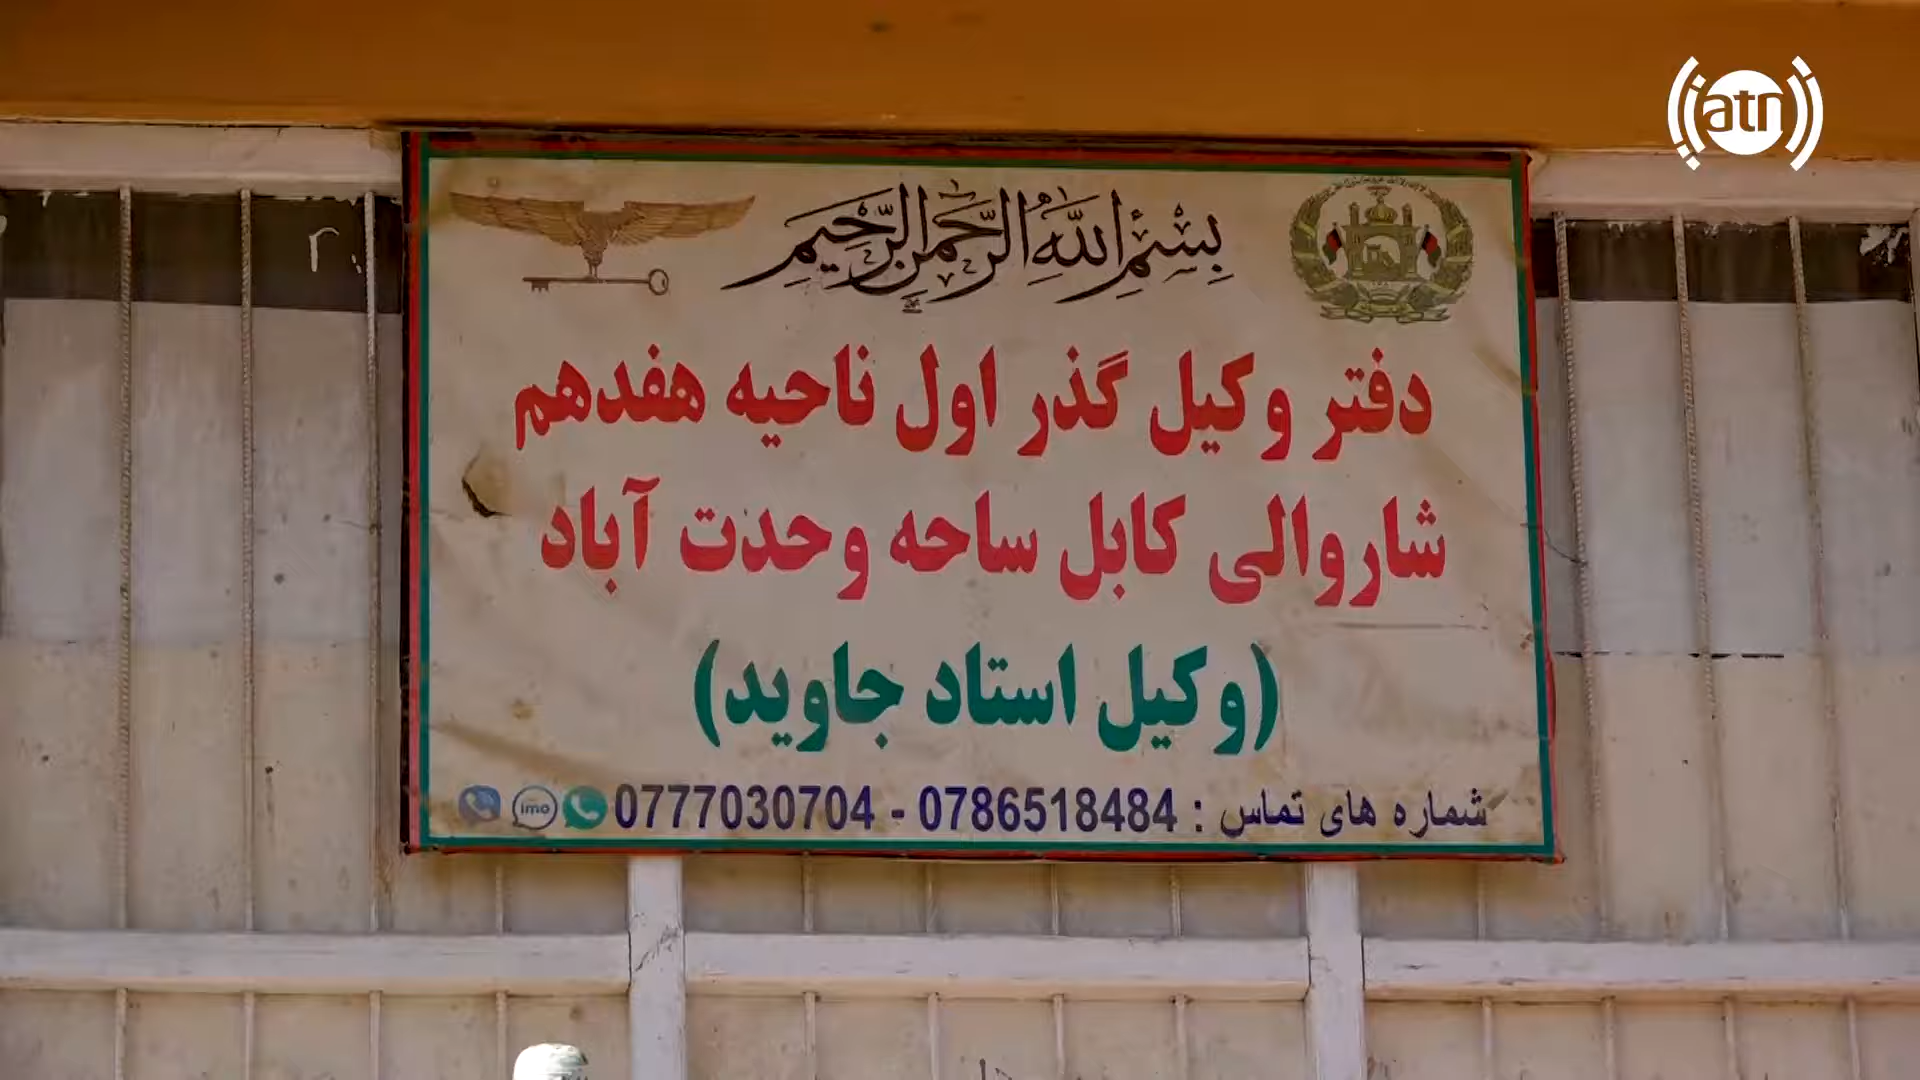 atn
بسم الله الرحمن الرحیم
دفتر وکیل گذر اول ناحیه هفدهم
شاروالی کابل ساحه وحدت آباد
(وکیل استاد جاوید)
شماره های تماس : 0786518484 - 0777030704 imo